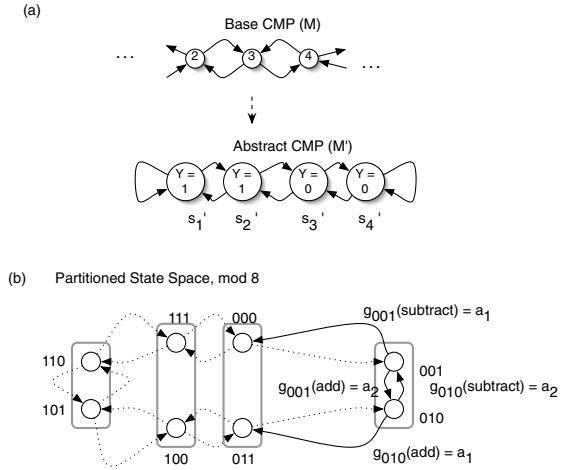 (a)
Base CMP (M)
... 2 3 4 ...
Abstract CMP (M')
Y = 1 Y = 1 Y = 0 Y = 0
s1' s2' s3' s4'
(b) Partitioned State Space, mod 8
111 000
g001(subtract) = a1
110 001
g001(add) = a2 g010(subtract) = a2
101 010
100 011
g010(add) = a1